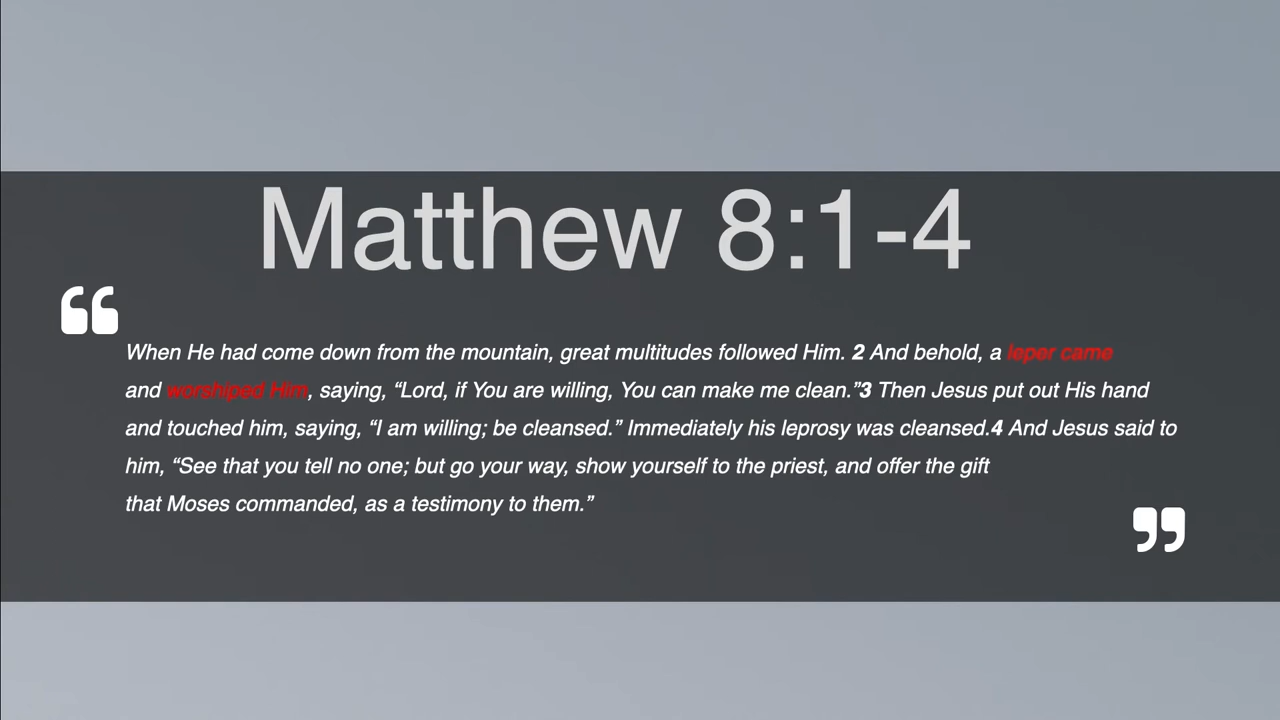 Matthew 8:1-4
“
When He had come down from the mountain, great multitudes followed Him. 2 And behold, a leper came
and worshiped Him, saying, “Lord, if You are willing, You can make me clean.”3 Then Jesus put out His hand
and touched him, saying, “I am willing; be cleansed.” Immediately his leprosy was cleansed.4 And Jesus said to
him, “See that you tell no one; but go your way, show yourself to the priest, and offer the gift
that Moses commanded, as a testimony to them.”
”